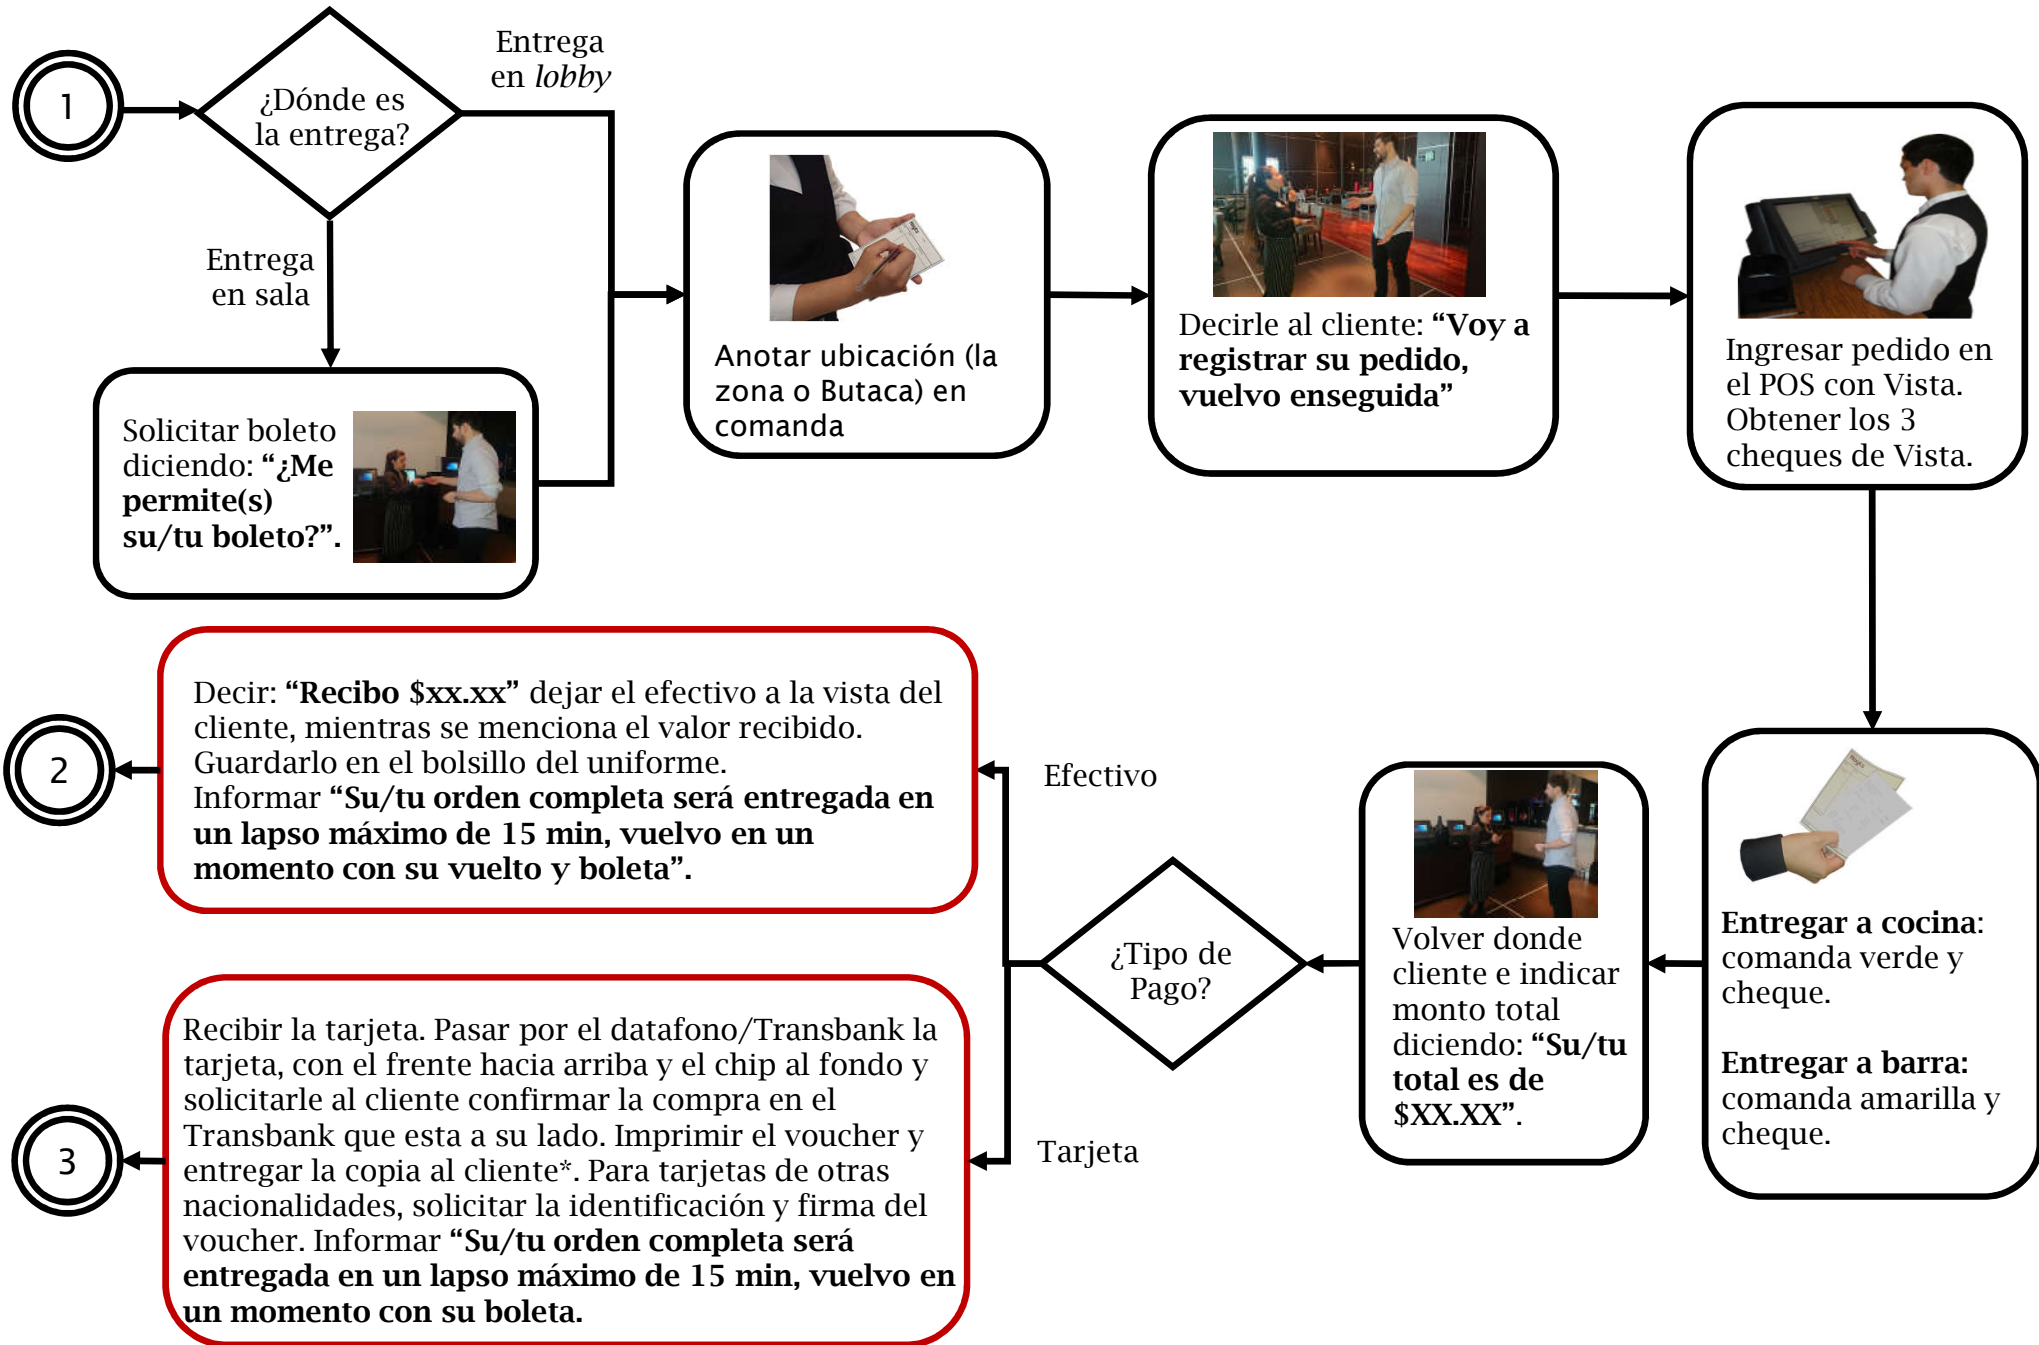 1
¿Dónde es
la entrega?
Entrega
en lobby
Entrega
en sala
Solicitar boleto
diciendo: “¿Me
permite(s)
su/tu boleto?”.
Anotar ubicación (la
zona o Butaca) en
comanda
Decirle al cliente: “Voy a
registrar su pedido,
vuelvo enseguida”
Ingresar pedido en
el POS con Vista.
Obtener los 3
cheques de Vista.
Entregar a cocina:
comanda verde y
cheque.
Entregar a barra:
comanda amarilla y
cheque.
Volver donde
cliente e indicar
monto total
diciendo: “Su/tu
total es de
$XX.XX”.
¿Tipo de
Pago?
Efectivo
Decir: “Recibo $xx.xx” dejar el efectivo a la vista del
cliente, mientras se menciona el valor recibido.
Guardarlo en el bolsillo del uniforme.
Informar “Su/tu orden completa será entregada en
un lapso máximo de 15 min, vuelvo en un
momento con su vuelto y boleta”.
2
Tarjeta
Recibir la tarjeta. Pasar por el datafono/Transbank la
tarjeta, con el frente hacia arriba y el chip al fondo y
solicitarle al cliente confirmar la compra en el
Transbank que esta a su lado. Imprimir el voucher y
entregar la copia al cliente*. Para tarjetas de otras
nacionalidades, solicitar la identificación y firma del
voucher. Informar “Su/tu orden completa será
entregada en un lapso máximo de 15 min, vuelvo en
un momento con su boleta.
3